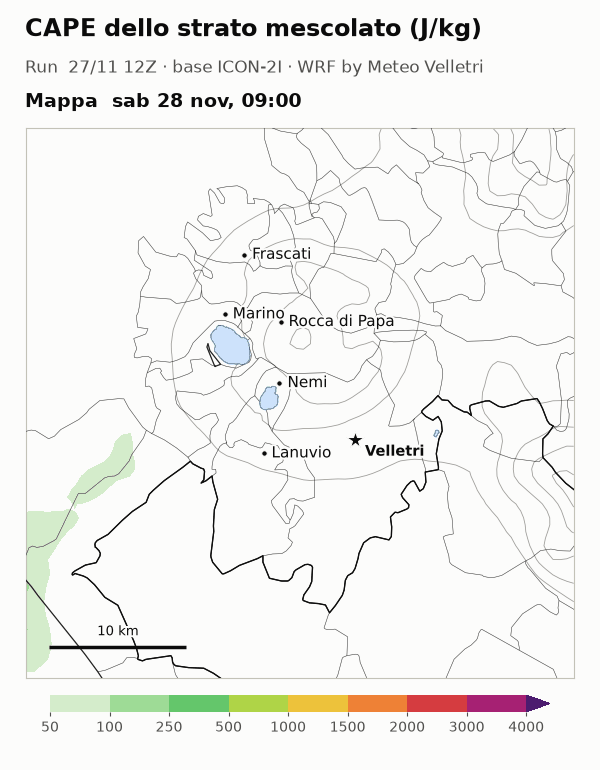 CAPE dello strato mescolato (J/kg)
Run  27/11 12Z · base ICON-2I · WRF by Meteo Velletri
Mappa  sab 28 nov, 09:00
Frascati
Marino
Rocca di Papa
Nemi
Velletri
Lanuvio
10 km
50 100 250 500 1000 1500 2000 3000 4000